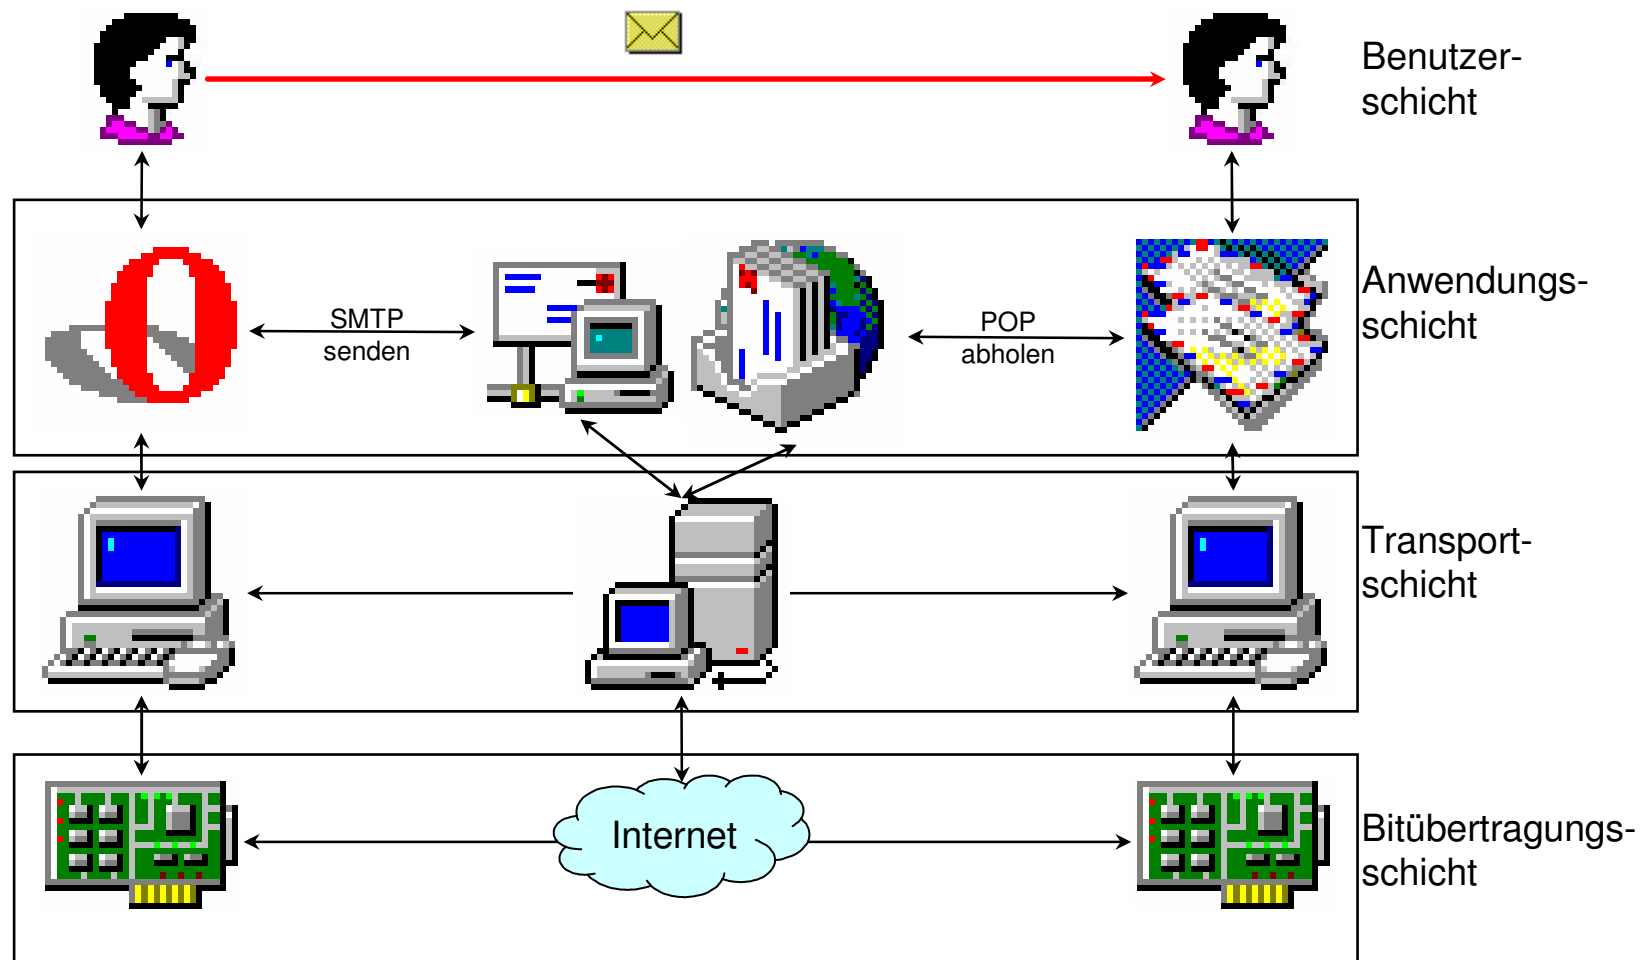 Benutzer-
schicht
SMTP
senden
POP
abholen
Anwendungs-
schicht
Transport-
schicht
Internet
Bitübertragungs-
schicht